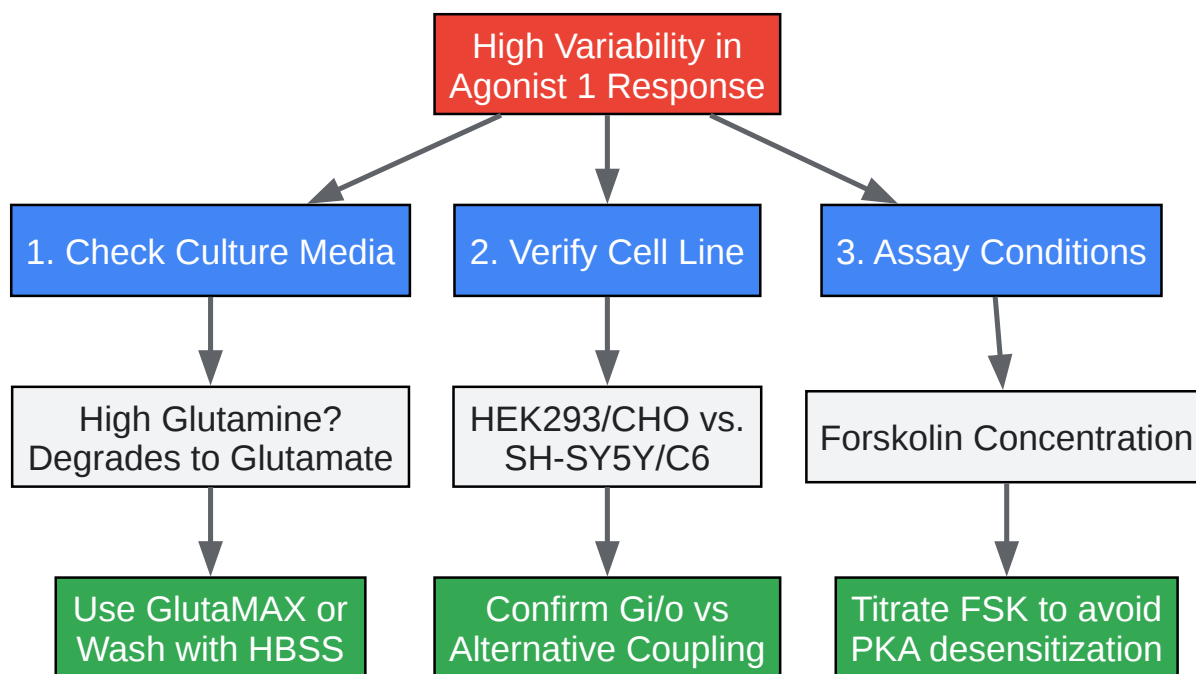 High Variability in
Agonist 1 Response
1. Check Culture Media
2. Verify Cell Line
3. Assay Conditions
High Glutamine?
Degrades to Glutamate
HEK293/CHO vs.
SH-SY5Y/C6
Forskolin Concentration
Use GlutaMAX or
Wash with HBSS
Confirm Gi/o vs
Alternative Coupling
Titrate FSK to avoid
PKA desensitization